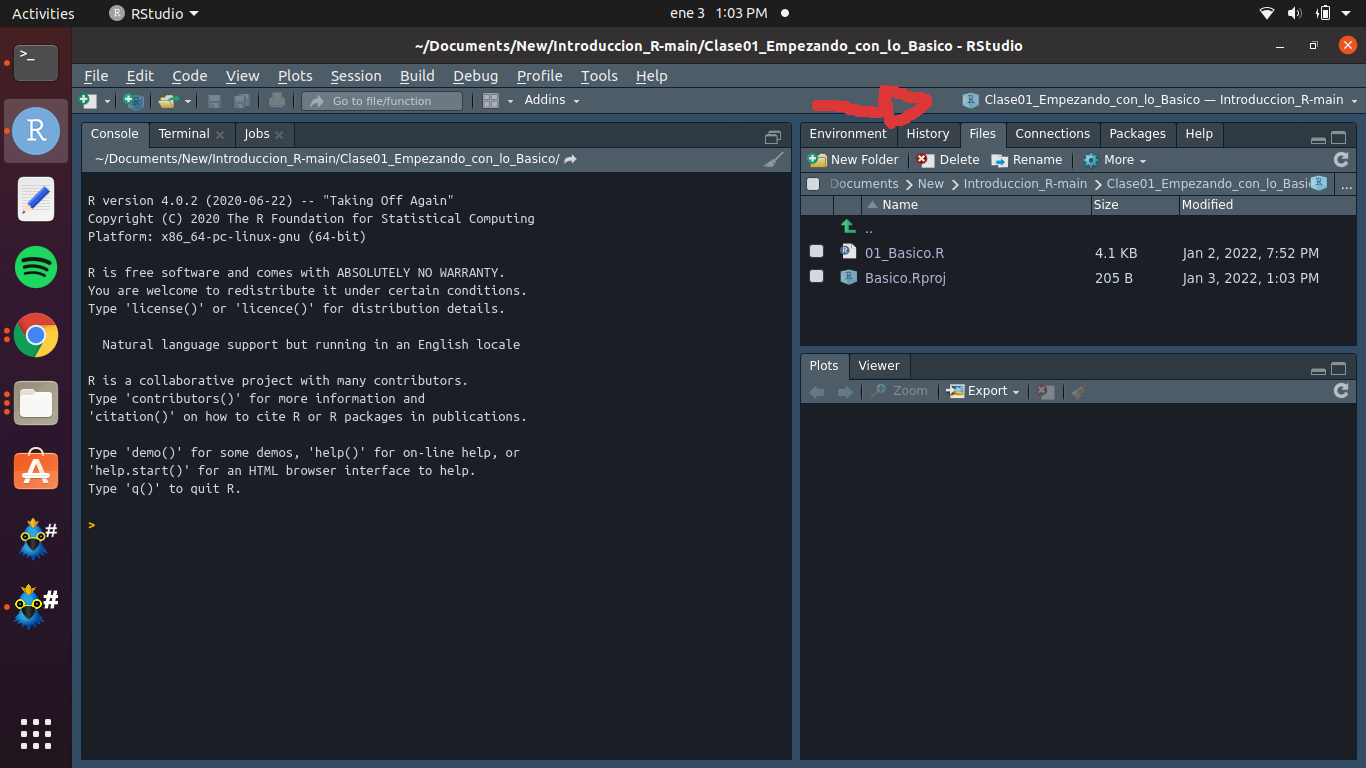 Activities RStudio ene 3 1:03 PM
~/Documents/New/Introduccion_R-main/Clase01_Empezando_con_lo_Basico - RStudio
File Edit Code View Plots Session Build Debug Profile Tools Help
Go to file/function Addins Clase01_Empezando_con_lo_Basico — Introduccion_R-main
Console Terminal Jobs
~/Documents/New/Introduccion_R-main/Clase01_Empezando_con_lo_Basico/
R version 4.0.2 (2020-06-22) -- "Taking Off Again"
Copyright (C) 2020 The R Foundation for Statistical Computing
Platform: x86_64-pc-linux-gnu (64-bit)
R is free software and comes with ABSOLUTELY NO WARRANTY.
You are welcome to redistribute it under certain conditions.
Type 'license()' or 'licence()' for distribution details.
Natural language support but running in an English locale
R is a collaborative project with many contributors.
Type 'contributors()' for more information and
'citation()' on how to cite R or R packages in publications.
Type 'demo()' for some demos, 'help()' for on-line help, or
'help.start()' for an HTML browser interface to help.
Type 'q()' to quit R.
>
Environment History Files Connections Packages Help
New Folder Delete Rename More
Documents New Introduccion_R-main Clase01_Empezando_con_lo_Basi ...
Name Size Modified
..
01_Basico.R 4.1 KB Jan 2, 2022, 7:52 PM
Basico.Rproj 205 B Jan 3, 2022, 1:03 PM
Plots Viewer
Zoom Export